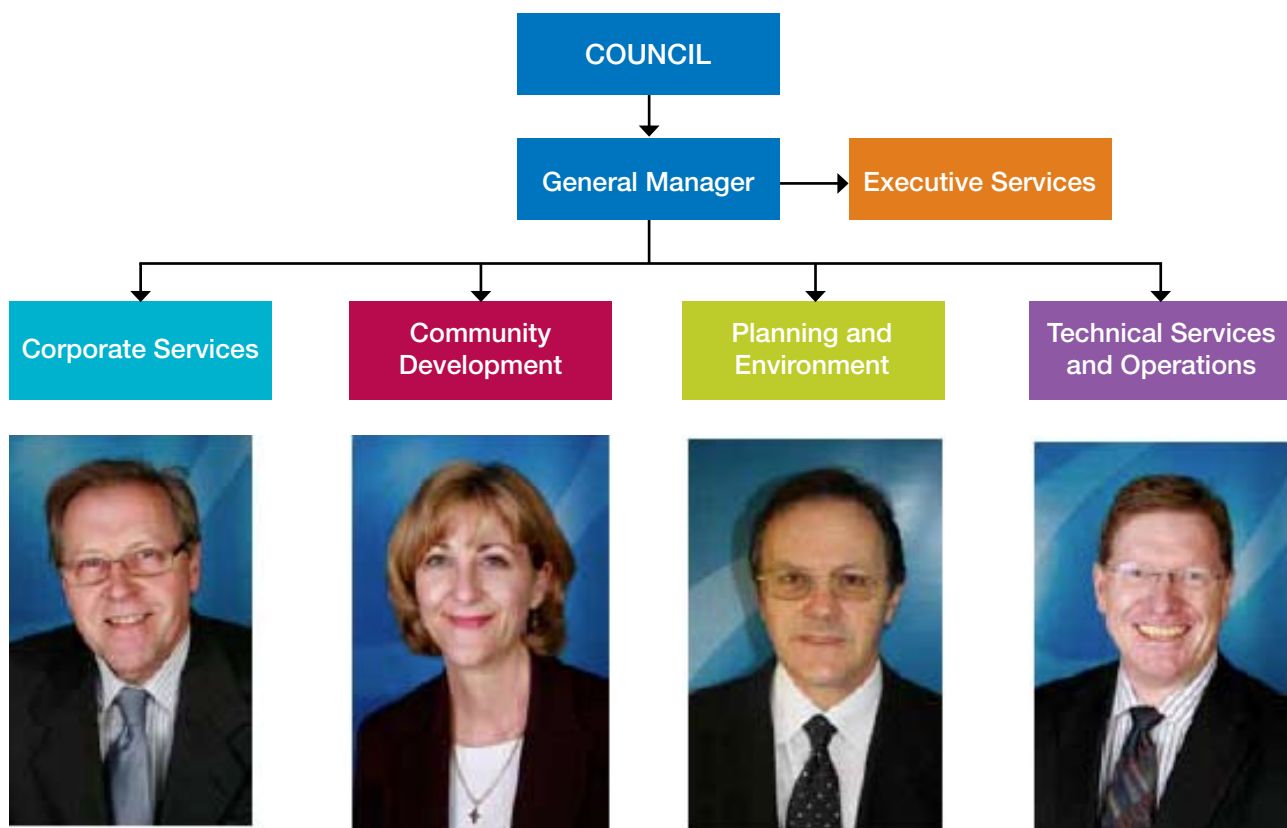 COUNCIL
General Manager
Executive Services
Corporate Services
Community
Development
Planning and
Environment
Technical Services
and Operations